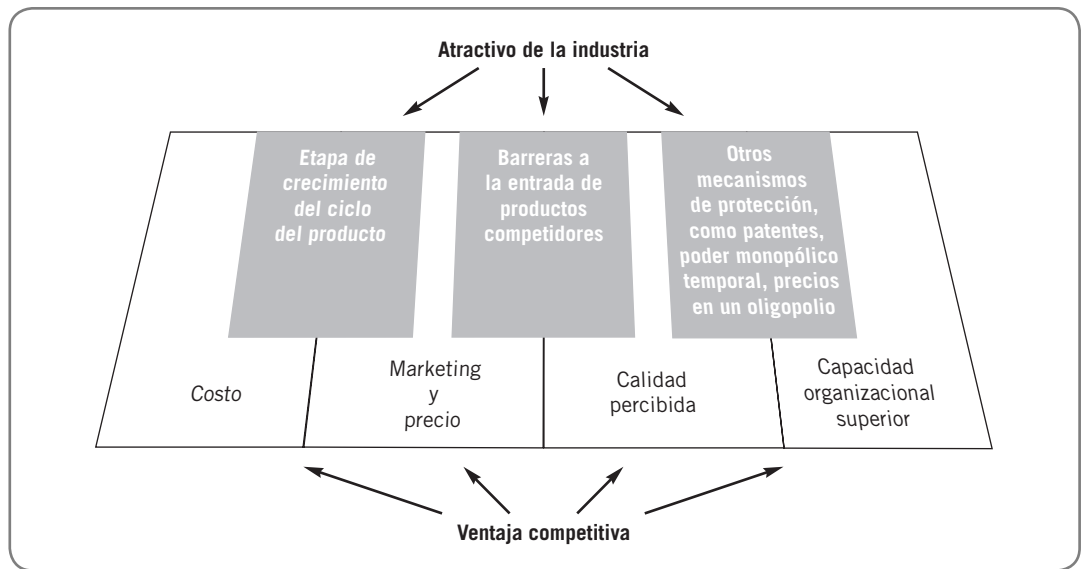 Atractivo de la industria
Etapa de
crecimiento
del ciclo
del producto
Barreras a
la entrada de
productos
competidores
Otros
mecanismos
de protección,
como patentes,
poder monopólico
temporal, precios
en un oligopolio
Costo
Marketing
y
precio
Calidad
percibida
Capacidad
organizacional
superior
Ventaja competitiva